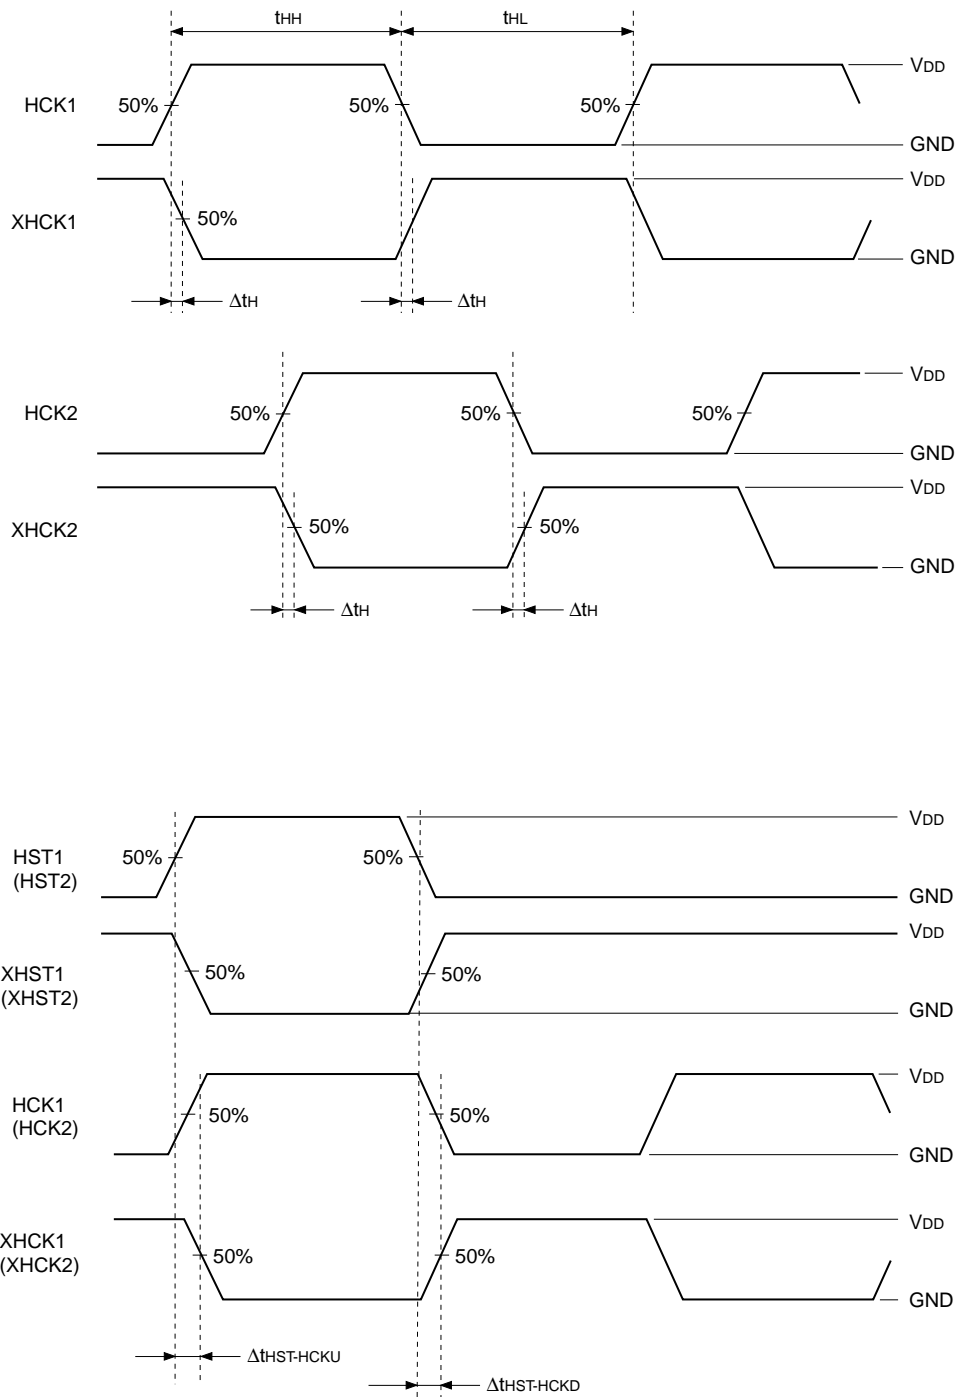 tHH tHL
VDD
HCK1 50% 50% 50%
GND
VDD
XHCK1 50%
GND
ΔtH ΔtH
VDD
HCK2 50% 50% 50%
GND
VDD
XHCK2 50% 50%
GND
ΔtH ΔtH
VDD
HST1 50% 50%
(HST2)
GND
VDD
XHST1 50% 50%
(XHST2)
GND
VDD
HCK1 50% 50%
(HCK2)
GND
VDD
XHCK1 50% 50%
(XHCK2)
GND
ΔtHST-HCKU
ΔtHST-HCKD